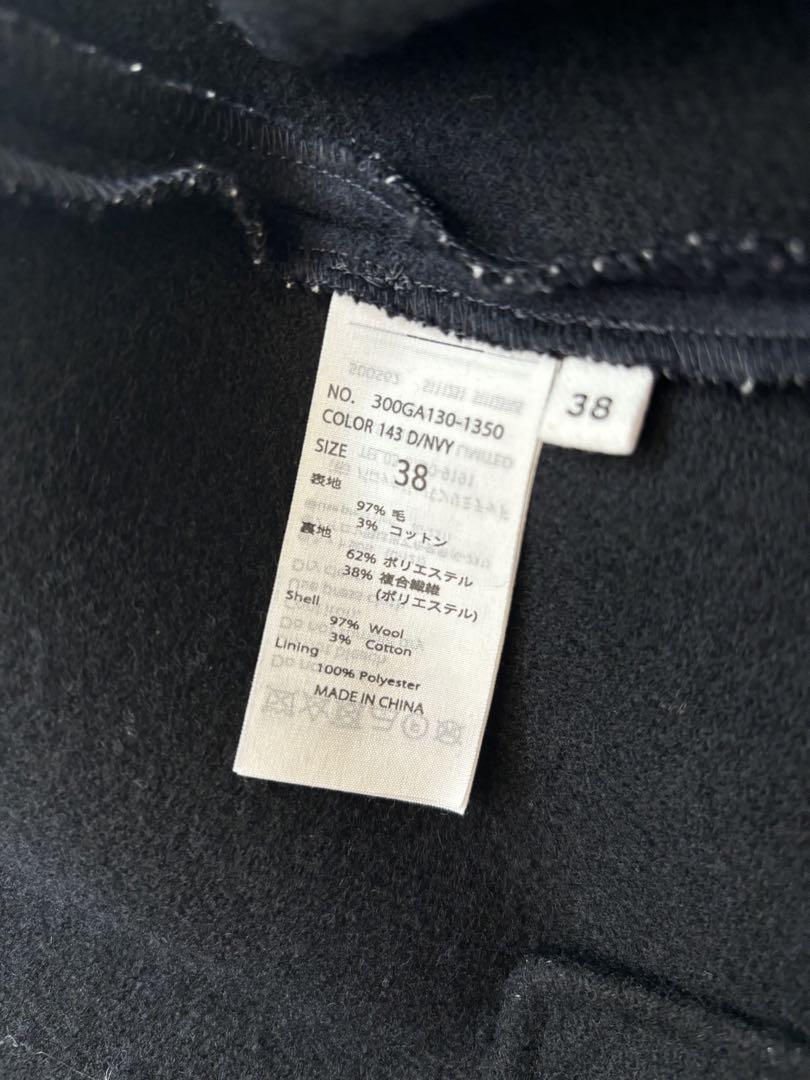 NO. 300GA130-1350
COLOR 143 D/NVY
SIZE 38
表地
97% 毛
3% コットン
裏地
62% ポリエステル
38% 複合繊維
(ポリエステル)
Shell
97% Wool
3% Cotton
Lining
100% Polyester
MADE IN CHINA
38